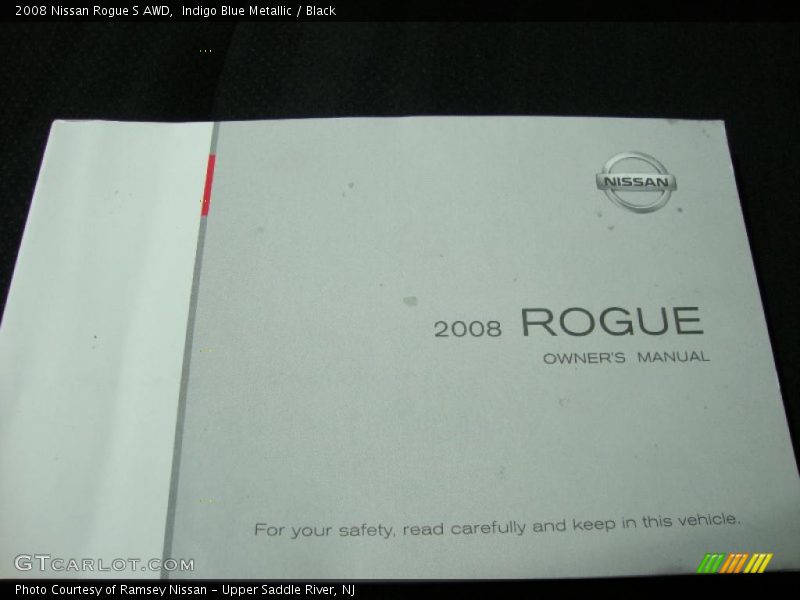 2008 Nissan Rogue S AWD,  Indigo Blue Metallic / Black
NISSAN
2008 ROGUE
OWNER'S MANUAL
For your safety, read carefully and keep in this vehicle.
GTCARLOT.COM
Photo Courtesy of Ramsey Nissan - Upper Saddle River, NJ